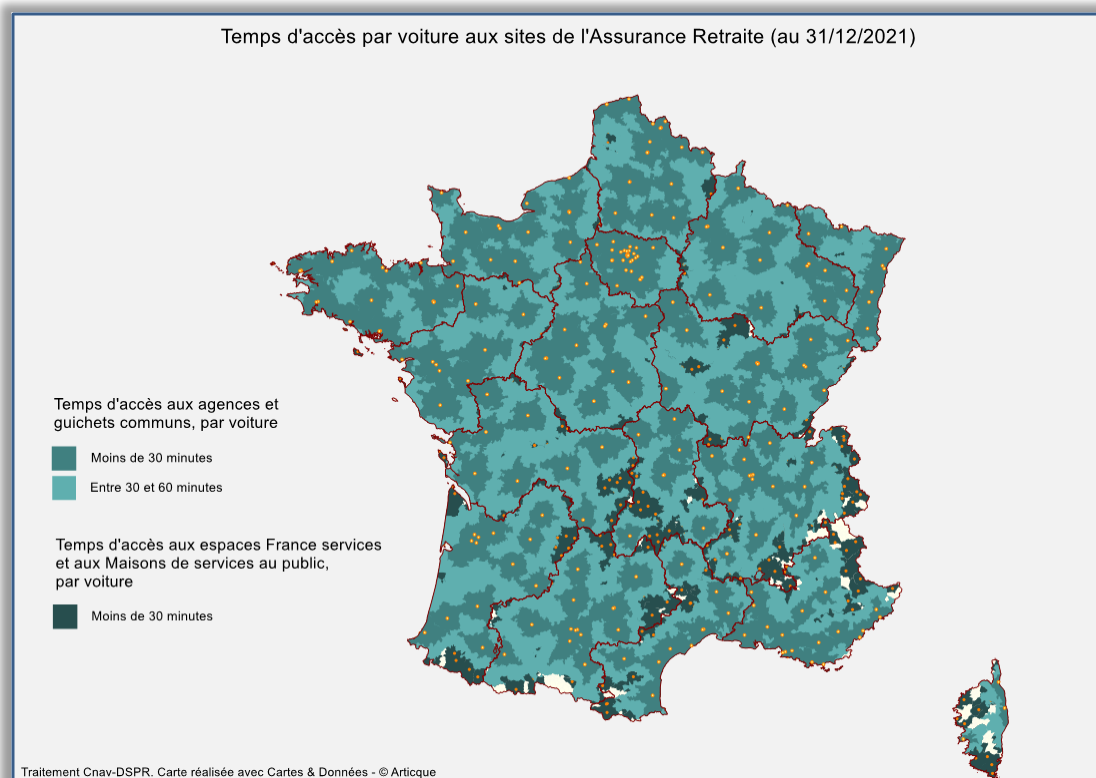 Temps d'accès par voiture aux sites de l'Assurance Retraite (au 31/12/2021)
Temps d'accès aux agences et
guichets communs, par voiture
Moins de 30 minutes
Entre 30 et 60 minutes
Temps d'accès aux espaces France services
et aux Maisons de services au public,
par voiture
Moins de 30 minutes
Traitement Cnav-DSPR. Carte réalisée avec Cartes & Données - © Articque